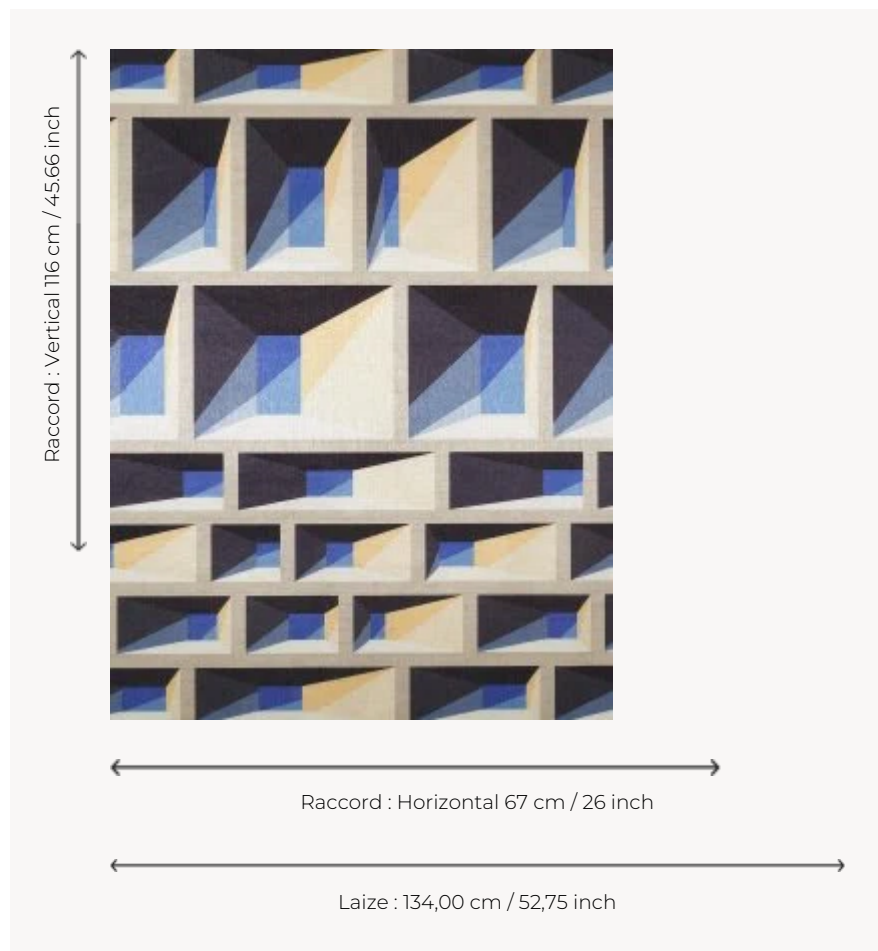 Raccord : Vertical 116 cm / 45.66 inch
Raccord : Horizontal 67 cm / 26 inch
Laize : 134,00 cm / 52,75 inch